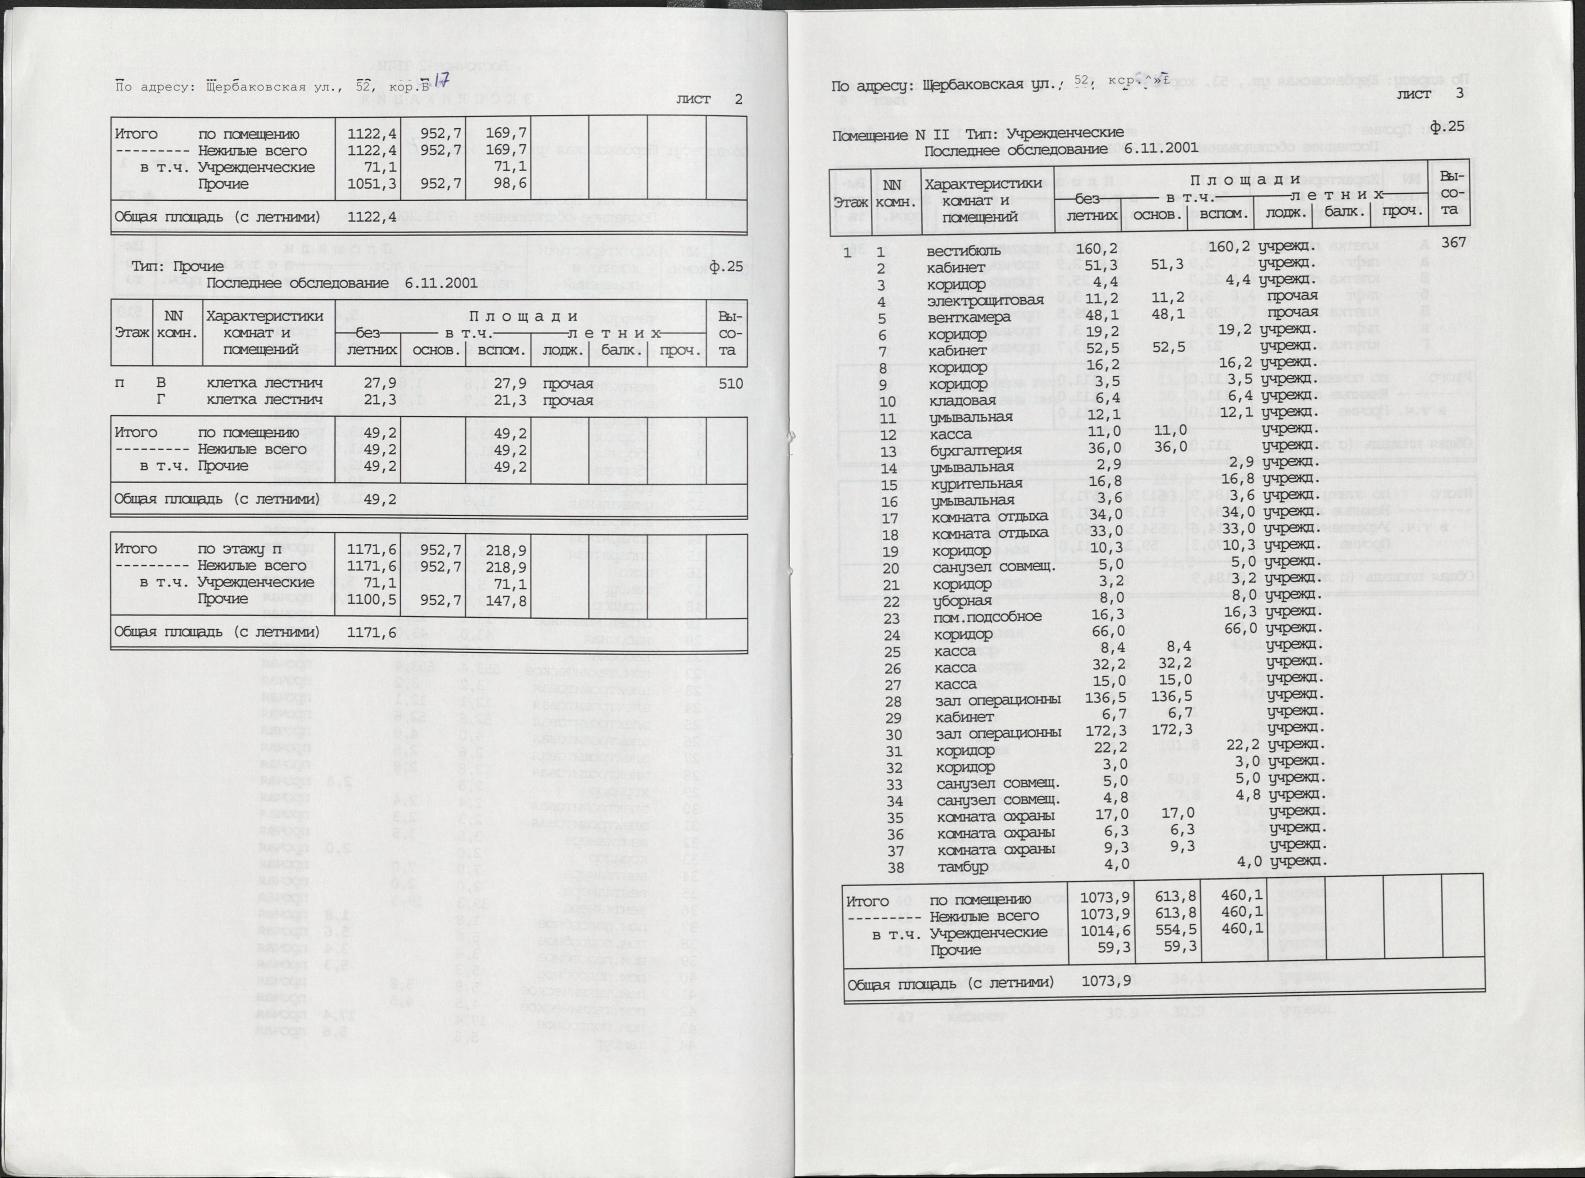 По адресу: Щербаковская ул., 52, кор.Б 17
лист 2
Итого по помещению 1122,4 952,7 169,7
--------- Нежилые всего 1122,4 952,7 169,7
в т.ч. Учрежденческие 71,1 71,1
Прочие 1051,3 952,7 98,6
Общая площадь (с летними) 1122,4
Тип: Прочие ф.25
Последнее обследование 6.11.2001
NN Характеристики Площади Вы-
Этаж комн. комнат и без в т.ч. летних со-
помещений летних основ. вспом. лодж. балк. проч. та
п В клетка лестнич 27,9 27,9 прочая 510
Г клетка лестнич 21,3 21,3 прочая
Итого по помещению 49,2 49,2
--------- Нежилые всего 49,2 49,2
в т.ч. Прочие 49,2 49,2
Общая площадь (с летними) 49,2
Итого по этажу п 1171,6 952,7 218,9
--------- Нежилые всего 1171,6 952,7 218,9
в т.ч. Учрежденческие 71,1 71,1
Прочие 1100,5 952,7 147,8
Общая площадь (с летними) 1171,6
По адресу: Щербаковская ул., 52,
лист 3
Помещение N II Тип: Учрежденческие ф.25
Последнее обследование 6.11.2001
NN Характеристики Площади Вы-
Этаж комн. комнат и без в т.ч. летних со-
помещений летних основ. вспом. лодж. балк. проч. та
1 1 вестибюль 160,2 160,2 учрежд. 367
2 кабинет 51,3 51,3 учрежд.
3 коридор 4,4 4,4 учрежд.
4 электрощитовая 11,2 11,2 прочая
5 венткамера 48,1 48,1 прочая
6 коридор 19,2 19,2 учрежд.
7 кабинет 52,5 52,5 учрежд.
8 коридор 16,2 16,2 учрежд.
9 коридор 3,5 3,5 учрежд.
10 кладовая 6,4 6,4 учрежд.
11 умывальная 12,1 12,1 учрежд.
12 касса 11,0 11,0 учрежд.
13 бухгалтерия 36,0 36,0 учрежд.
14 умывальная 2,9 2,9 учрежд.
15 курительная 16,8 16,8 учрежд.
16 умывальная 3,6 3,6 учрежд.
17 комната отдыха 34,0 34,0 учрежд.
18 комната отдыха 33,0 33,0 учрежд.
19 коридор 10,3 10,3 учрежд.
20 санузел совмещ. 5,0 5,0 учрежд.
21 коридор 3,2 3,2 учрежд.
22 уборная 8,0 8,0 учрежд.
23 пом.подсобное 16,3 16,3 учрежд.
24 коридор 66,0 66,0 учрежд.
25 касса 8,4 8,4 учрежд.
26 касса 32,2 32,2 учрежд.
27 касса 15,0 15,0 учрежд.
28 зал операционны 136,5 136,5 учрежд.
29 кабинет 6,7 6,7 учрежд.
30 зал операционны 172,3 172,3 учрежд.
31 коридор 22,2 22,2 учрежд.
32 коридор 3,0 3,0 учрежд.
33 санузел совмещ. 5,0 5,0 учрежд.
34 санузел совмещ. 4,8 4,8 учрежд.
35 комната охраны 17,0 17,0 учрежд.
36 комната охраны 6,3 6,3 учрежд.
37 комната охраны 9,3 9,3 учрежд.
38 тамбур 4,0 4,0 учрежд.
Итого по помещению 1073,9 613,8 460,1
--------- Нежилые всего 1073,9 613,8 460,1
в т.ч. Учрежденческие 1014,6 554,5 460,1
Прочие 59,3 59,3
Общая площадь (с летними) 1073,9